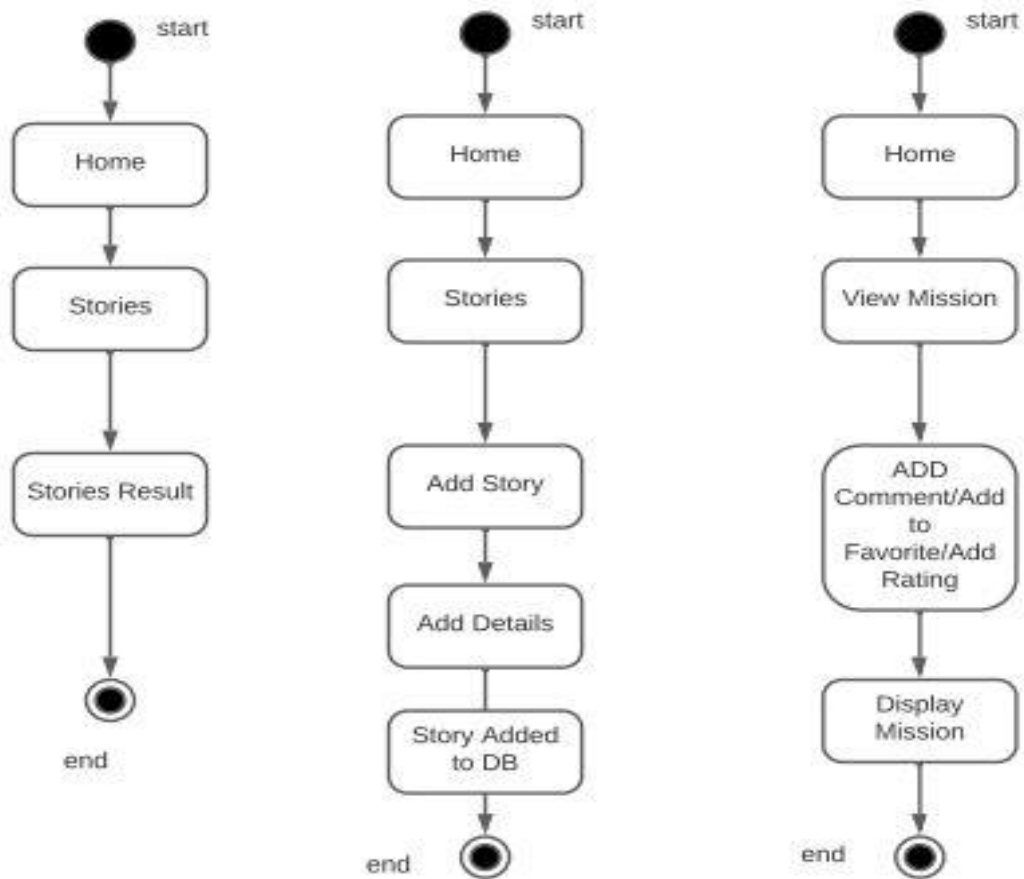 start
Home
Stories
Stories Result
end
start
Home
Stories
Add Story
Add Details
Story Added
to DB
end
start
Home
View Mission
ADD
Comment/Add
to
Favorite/Add
Rating
Display
Mission
end